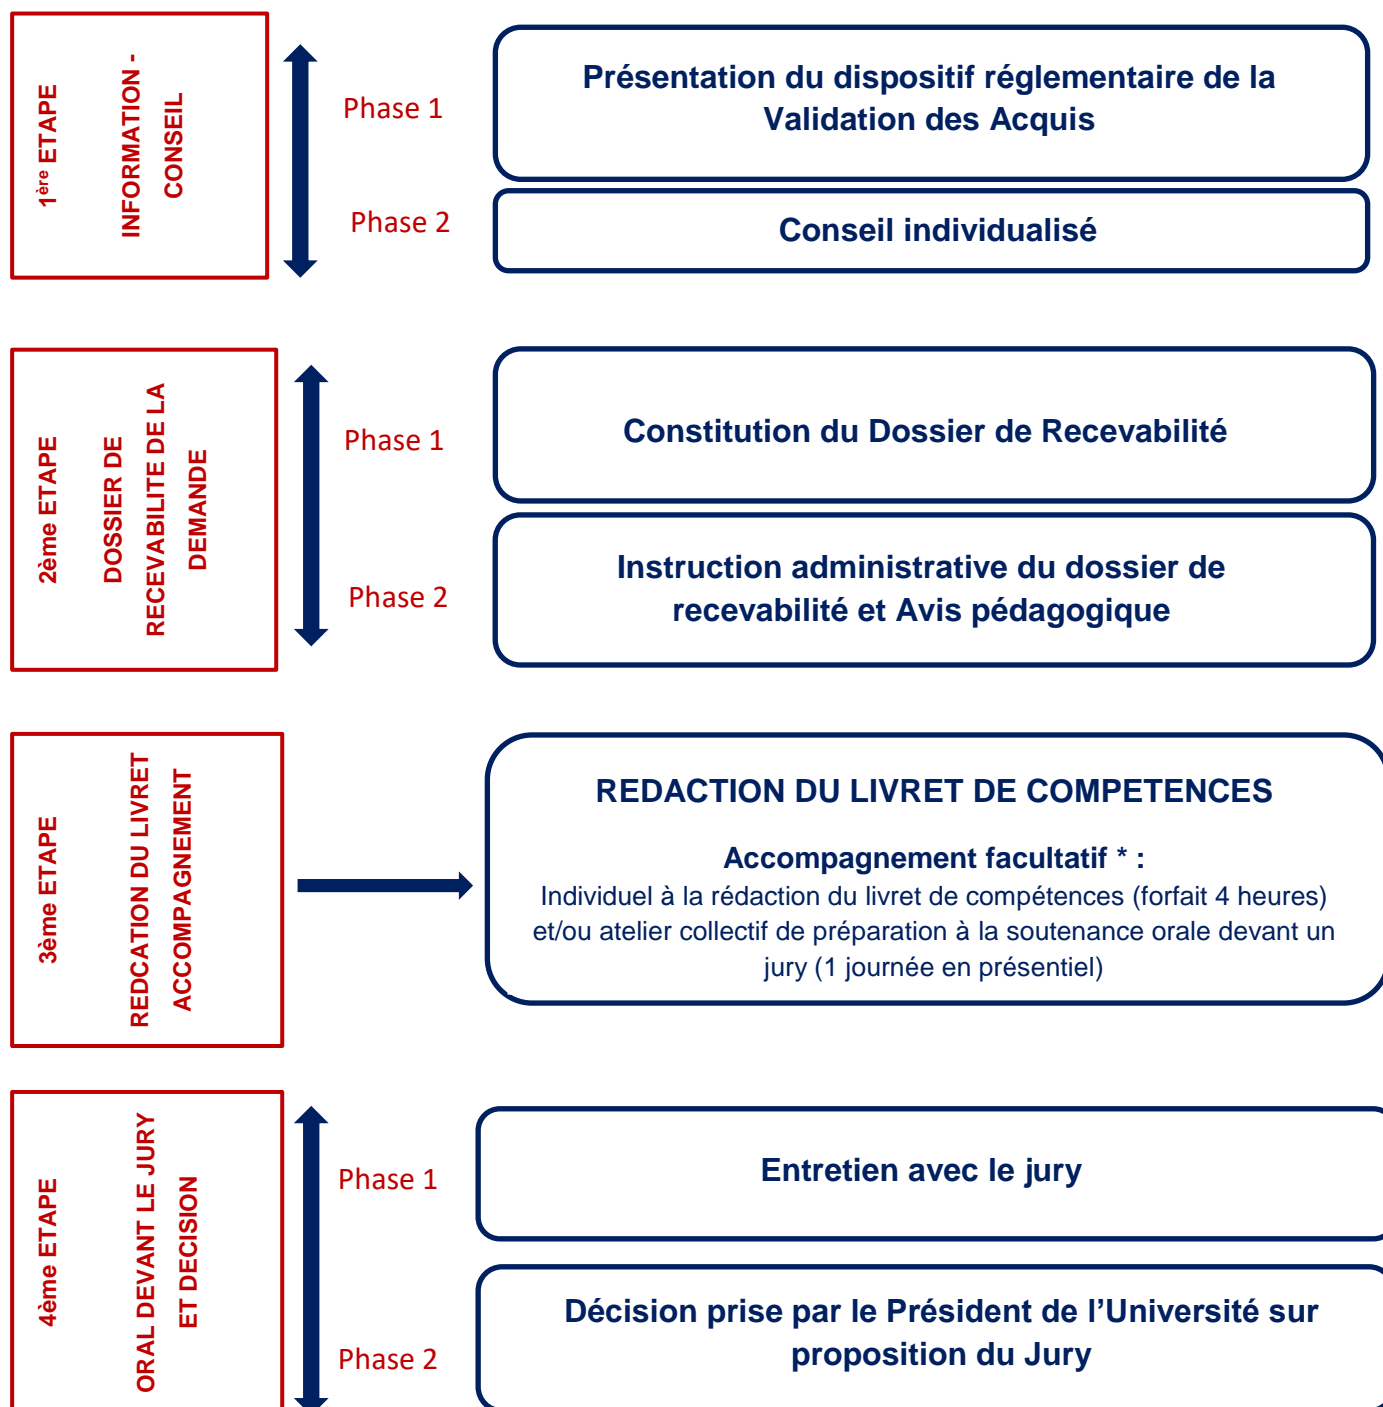 1ère ETAPE
INFORMATION -
CONSEIL
Phase 1
Présentation du dispositif réglementaire de la
Validation des Acquis
Phase 2
Conseil individualisé
2ème ETAPE
DOSSIER DE
RECEVABILITE DE LA
DEMANDE
Phase 1
Constitution du Dossier de Recevabilité
Phase 2
Instruction administrative du dossier de
recevabilité et Avis pédagogique
3ème ETAPE
REDCATION DU LIVRET
ACCOMPAGNEMENT
REDACTION DU LIVRET DE COMPETENCES
Accompagnement facultatif * :
Individuel à la rédaction du livret de compétences (forfait 4 heures)
et/ou atelier collectif de préparation à la soutenance orale devant un
jury (1 journée en présentiel)
4ème ETAPE
ORAL DEVANT LE JURY
ET DECISION
Phase 1
Entretien avec le jury
Phase 2
Décision prise par le Président de l’Université sur
proposition du Jury